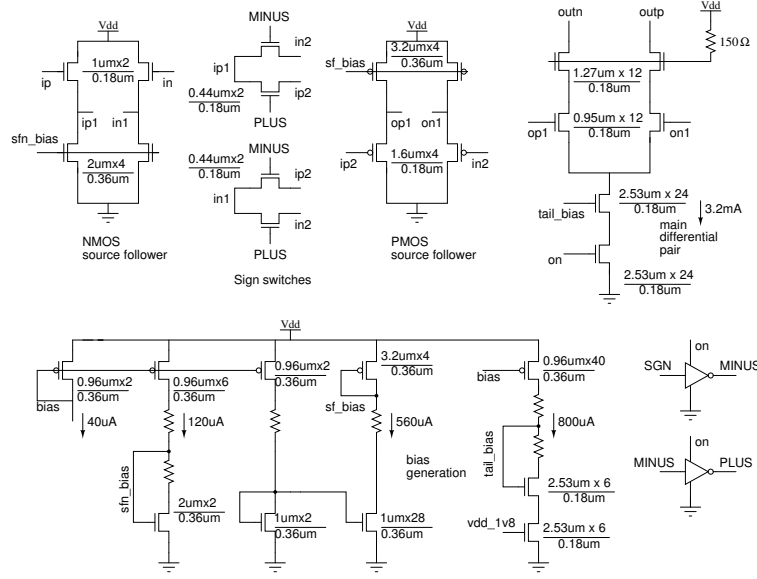 Vdd
1umx2
0.18um
ip
in
ip1 in1
sfn_bias
2umx4
0.36um
NMOS
source follower
MINUS
in2
ip1
ip2
0.44umx2
0.18um
PLUS
MINUS
0.44umx2
0.18um
ip2
in1
in2
PLUS
Sign switches
Vdd
3.2umx4
0.36um
sf_bias
op1 on1
1.6umx4
0.18um
ip2
in2
PMOS
source follower
outn
outp
Vdd
150Ω
1.27um x 12
0.18um
0.95um x 12
0.18um
op1
on1
2.53um x 24
0.18um
tail_bias
3.2mA
main
differential
pair
on
2.53um x 24
0.18um
Vdd
0.96umx2
0.36um
bias
40uA
0.96umx6
0.36um
120uA
sfn_bias
2umx2
0.36um
0.96umx2
0.36um
1umx2
0.36um
3.2umx4
0.36um
sf_bias
560uA
bias
generation
1umx28
0.36um
bias
0.96umx40
0.36um
800uA
tail_bias
2.53um x 6
0.18um
vdd_1v8
2.53um x 6
0.18um
on
SGN
MINUS
on
MINUS
PLUS